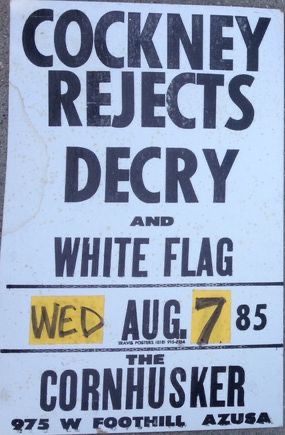 COCKNEY
REJECTS
DECRY
AND
WHITE FLAG
WED AUG. 7 85
THE
CORNHUSKER
975 W FOOTHILL AZUSA